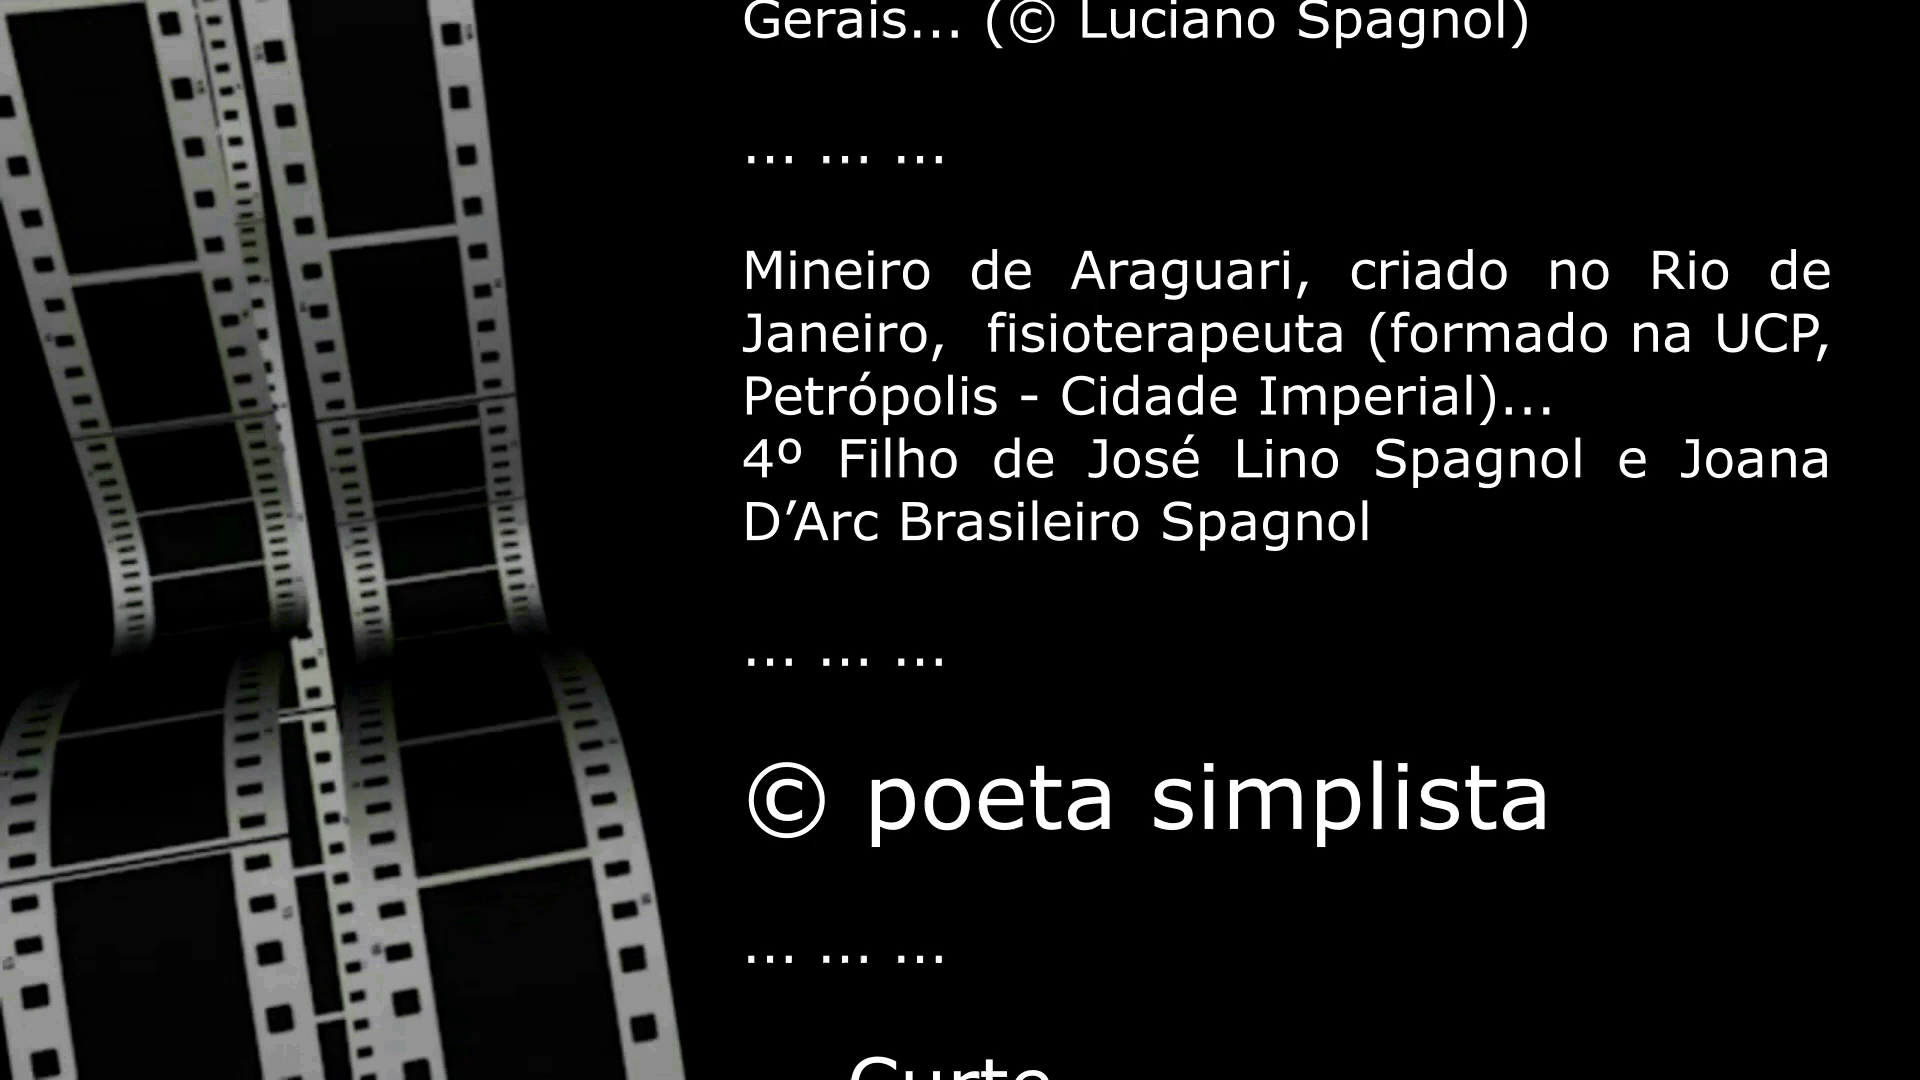 Gerais... (© Luciano Spagnol)
... ... ...
Mineiro de Araguari, criado no Rio de
Janeiro,  fisioterapeuta (formado na UCP,
Petrópolis - Cidade Imperial)...
4º Filho de José Lino Spagnol e Joana
D’Arc Brasileiro Spagnol
... ... ...
© poeta simplista
... ... ...
Curto